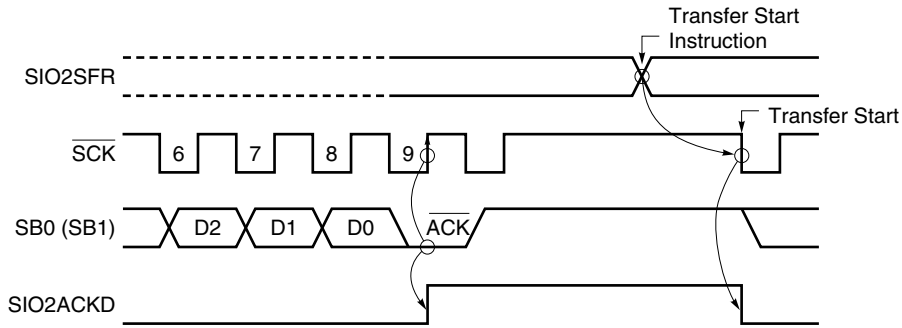 Transfer Start
Instruction
SIO2SFR
Transfer Start
SCK
6 7 8 9
SB0 (SB1)
D2 D1 D0 ACK
SIO2ACKD